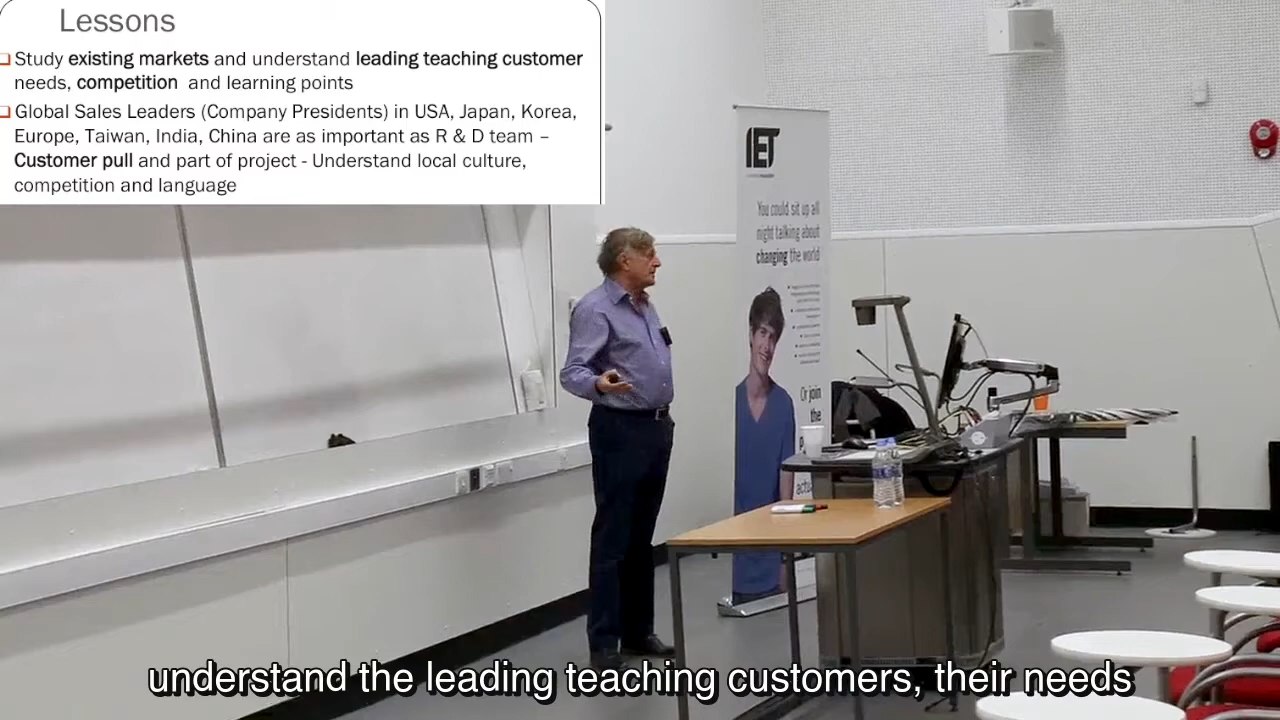 Lessons
Study existing markets and understand leading teaching customer
needs, competition and learning points
Global Sales Leaders (Company Presidents) in USA, Japan, Korea,
Europe, Taiwan, India, China are as important as R & D team –
Customer pull and part of project - Understand local culture,
competition and language
IET
You could sit up all
night talking about
changing the world
Or join
the
understand the leading teaching customers, their needs